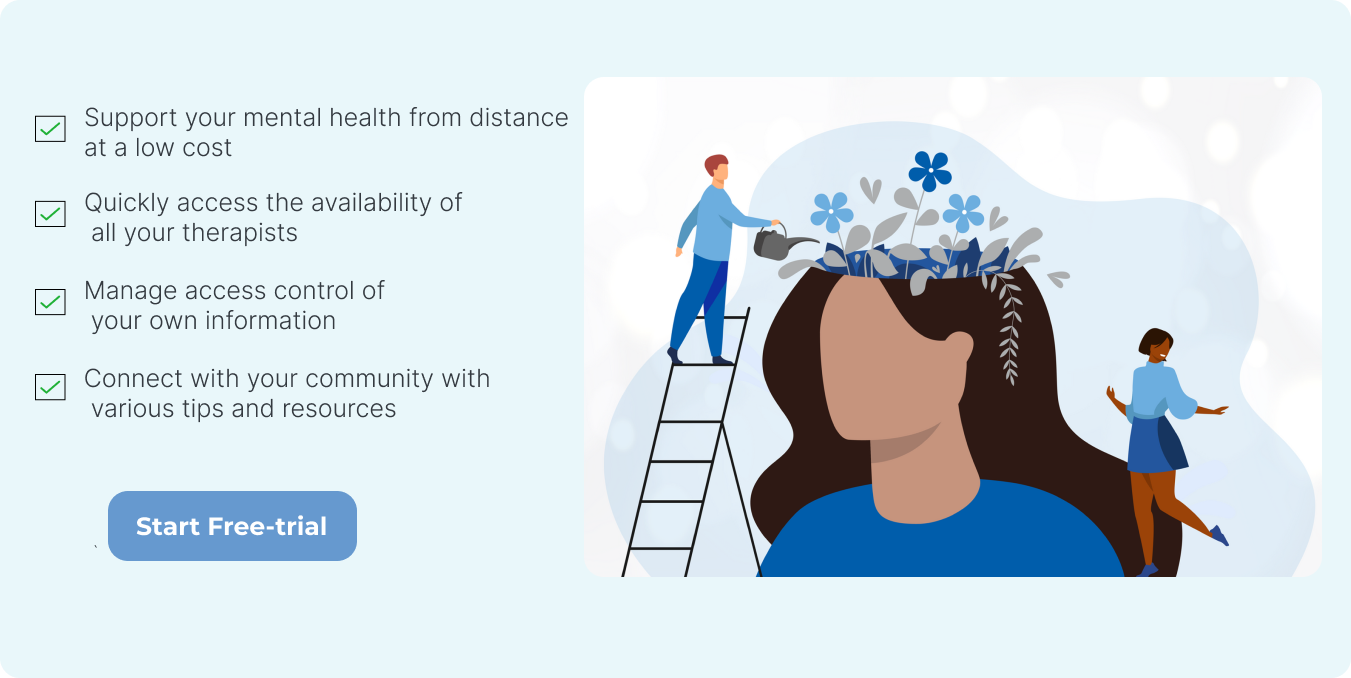 Support your mental health from distance
at a low cost
Quickly access the availability of
all your therapists
Manage access control of
your own information
Connect with your community with
various tips and resources
Start Free-trial
`